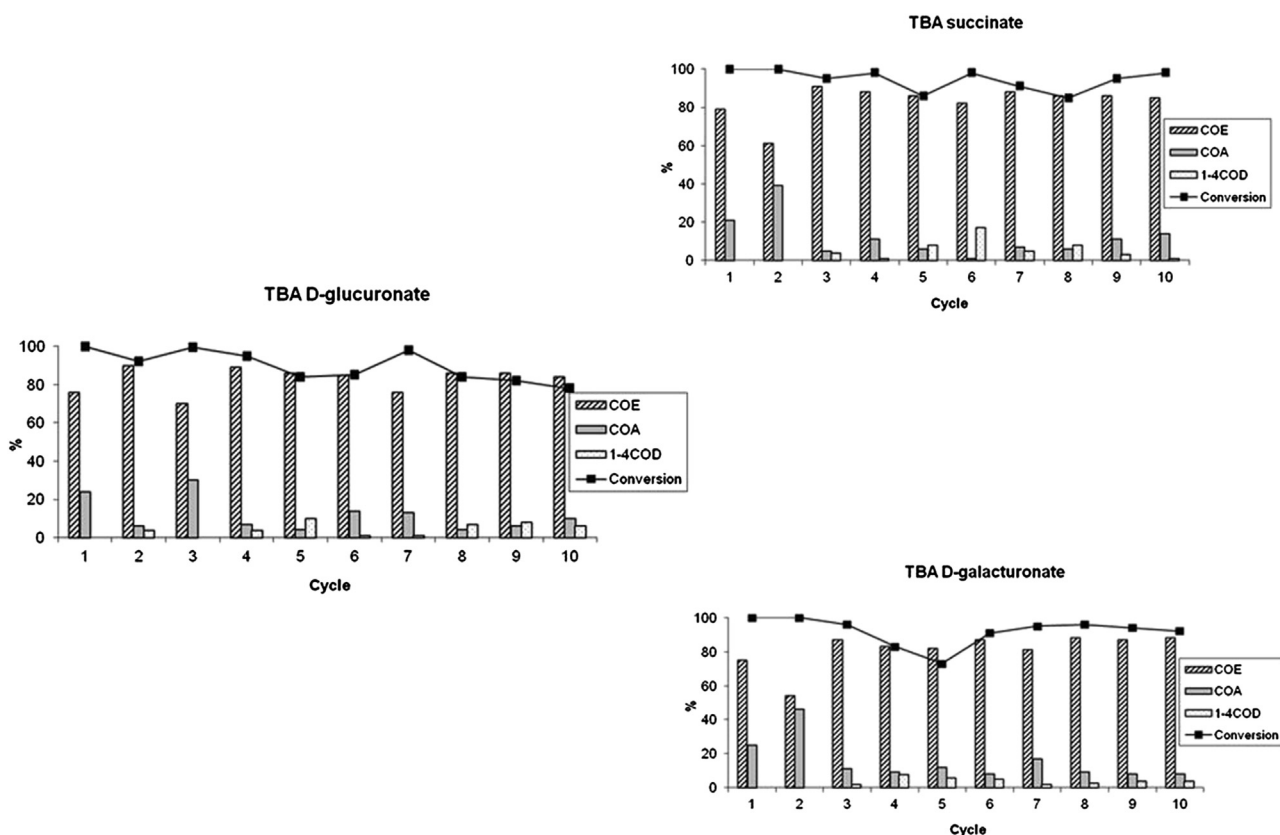 TBA succinate
100
80
60
40
20
0
%
1 2 3 4 5 6 7 8 9 10
Cycle
COE
COA
1-4COD
Conversion
TBA D-glucuronate
100
80
60
40
20
0
%
1 2 3 4 5 6 7 8 9 10
Cycle
COE
COA
1-4COD
Conversion
TBA D-galacturonate
100
80
60
40
20
0
%
1 2 3 4 5 6 7 8 9 10
Cycle
COE
COA
1-4COD
Conversion